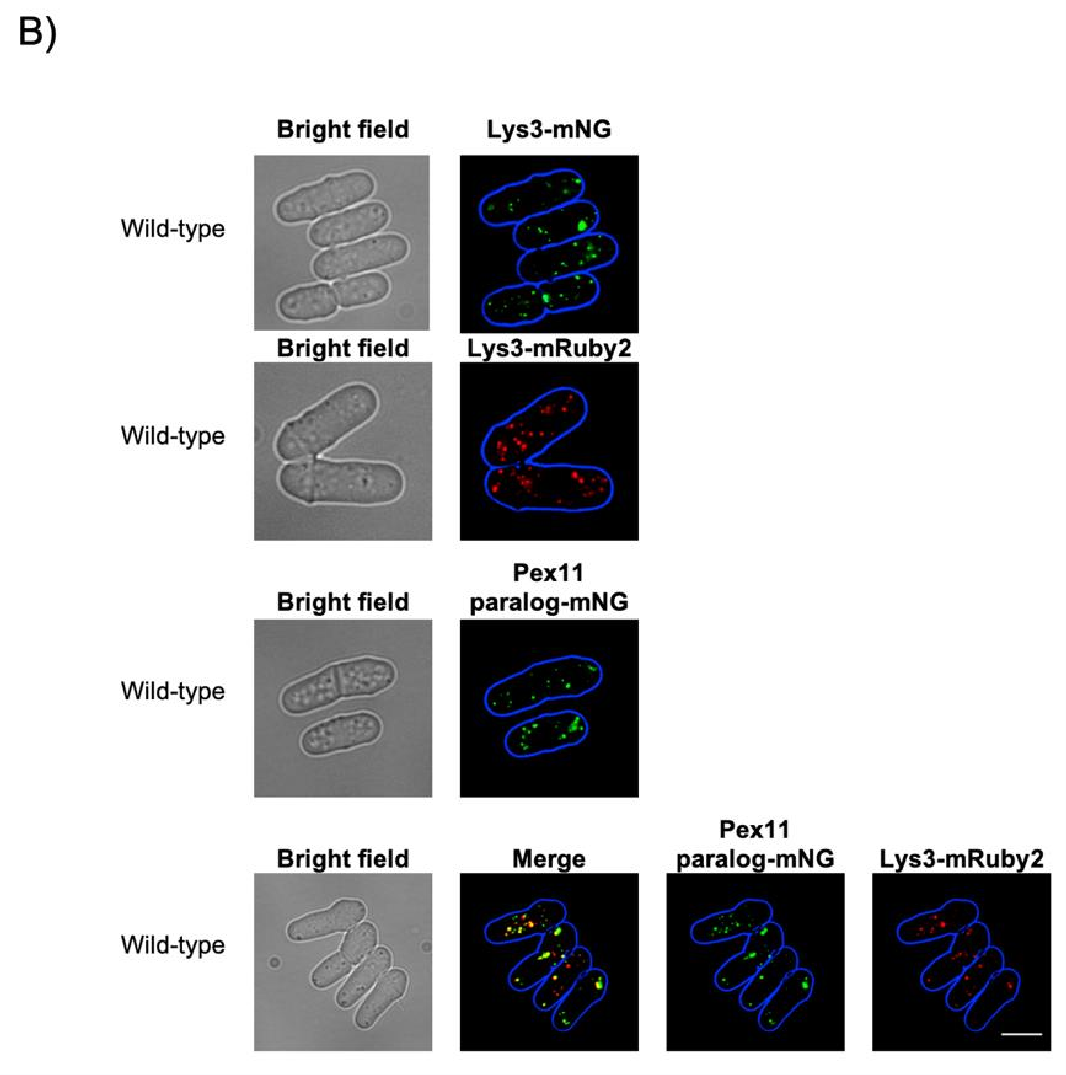 B)
Bright field Lys3-mNG
Wild-type
Bright field Lys3-mRuby2
Wild-type
Pex11
Bright field paralog-mNG
Wild-type
Pex11
Bright field Merge paralog-mNG Lys3-mRuby2
Wild-type